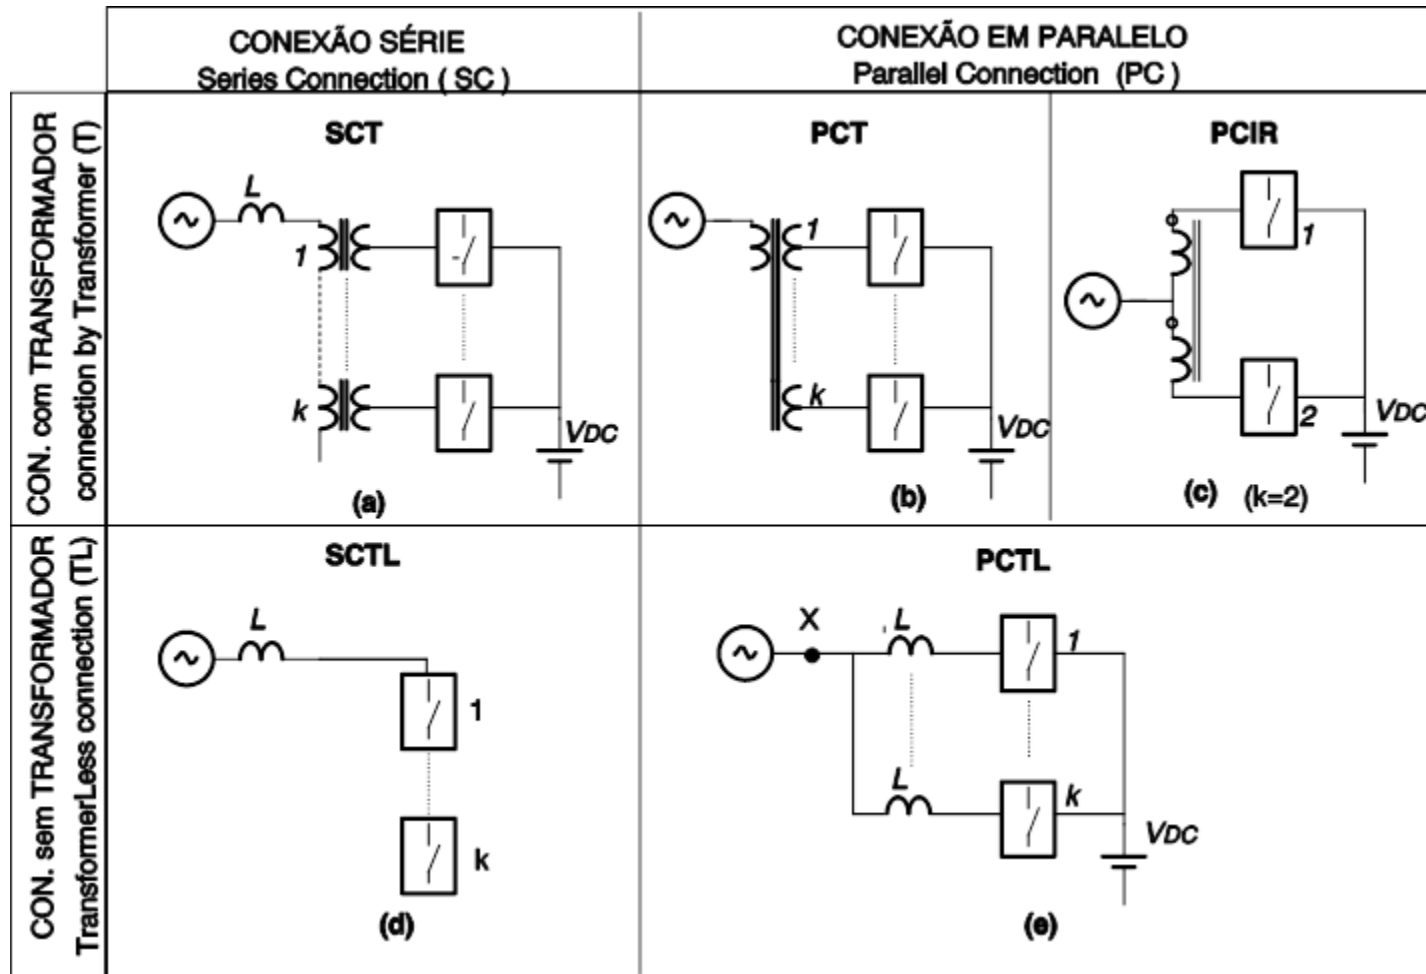 CONEXÃO SÉRIE
Series Connection ( SC )
CONEXÃO EM PARALELO
Parallel Connection (PC )
CON. com TRANSFORMADOR
connection by Transformer (T)
SCT
L
1
k
VDC
(a)
PCT
1
k
VDC
(b)
PCIR
1
2
VDC
(c) (k=2)
CON. sem TRANSFORMADOR
TransformerLess connection (TL)
SCTL
L
1
k
(d)
PCTL
X
L
1
L
k
VDC
(e)